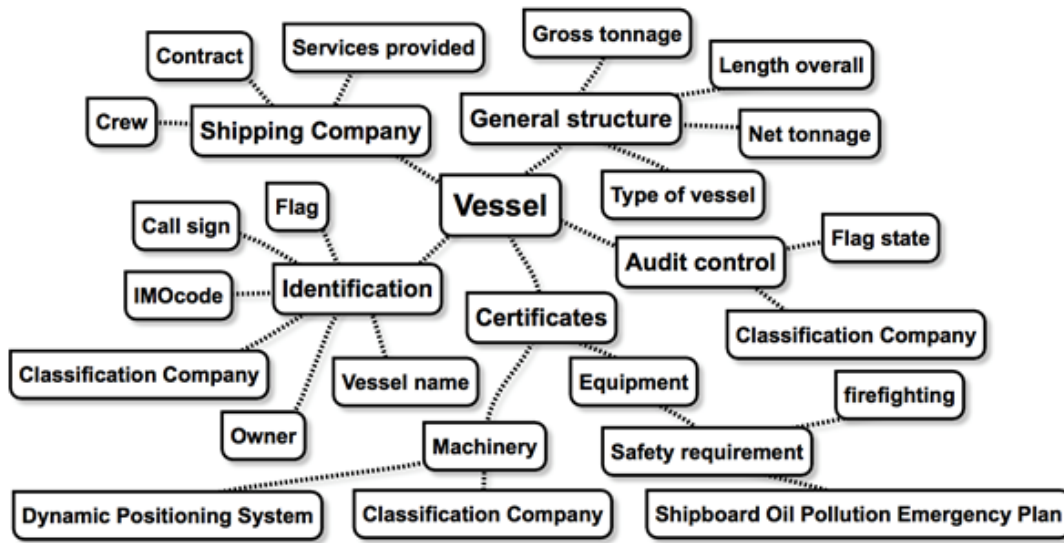 Gross tonnage
Services provided
Contract
Length overall
Crew
Shipping Company
General structure
Net tonnage
Vessel
Type of vessel
Flag
Call sign
Flag state
Audit control
IMOcode
Identification
Certificates
Classification Company
Classification Company
Vessel name
Equipment
firefighting
Owner
Machinery
Safety requirement
Dynamic Positioning System
Classification Company
Shipboard Oil Pollution Emergency Plan